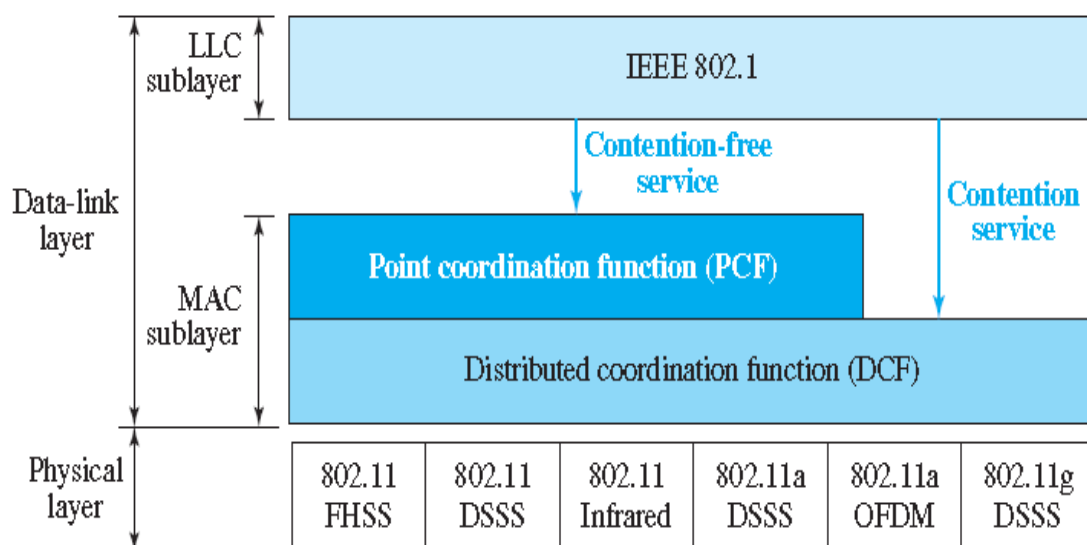 LLC
sublayer
IEEE 802.1
Contention-free
service
Contention
service
Data-link
layer
MAC
sublayer
Point coordination function (PCF)
Distributed coordination function (DCF)
Physical
layer
802.11
FHSS
802.11
DSSS
802.11
Infrared
802.11a
DSSS
802.11a
OFDM
802.11g
DSSS